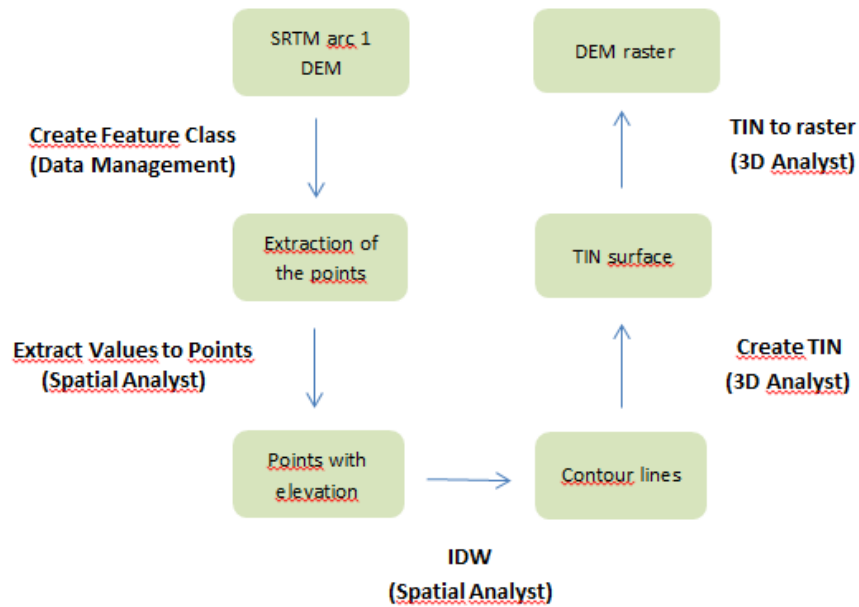 SRTM arc 1
DEM
Create Feature Class
(Data Management)
Extraction of
the points
Extract Values to Points
(Spatial Analyst)
Points with
elevation
IDW
(Spatial Analyst)
Contour lines
Create TIN
(3D Analyst)
TIN surface
TIN to raster
(3D Analyst)
DEM raster